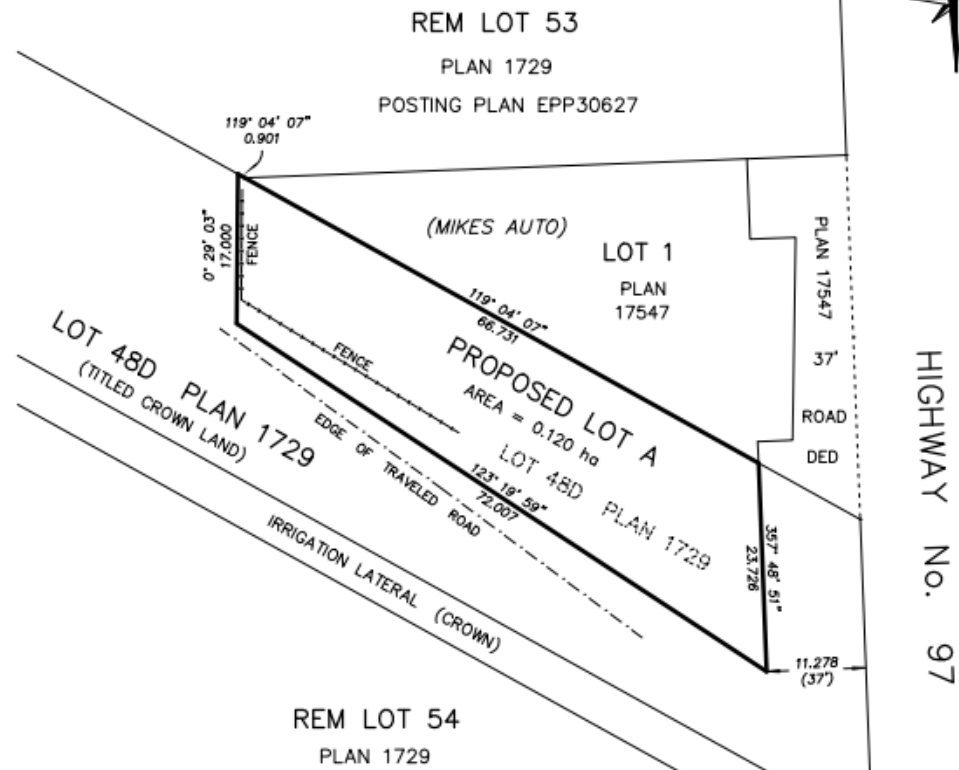 REM LOT 53
PLAN 1729
POSTING PLAN EPP30627
119° 04' 07"
0.901
0° 29' 03"
17.000
FENCE
(MIKES AUTO)
LOT 1
PLAN
17547
PLAN 17547
37'
ROAD
DED
119° 04' 07"
66.731
FENCE
PROPOSED LOT A
AREA = 0.120 ha
LOT 48D PLAN 1729
123° 19' 59"
72.007
EDGE OF TRAVELED ROAD
LOT 48D PLAN 1729
(TITLED CROWN LAND)
IRRIGATION LATERAL (CROWN)
357° 48' 51"
23.726
11.278
(37')
HIGHWAY No. 97
REM LOT 54
PLAN 1729